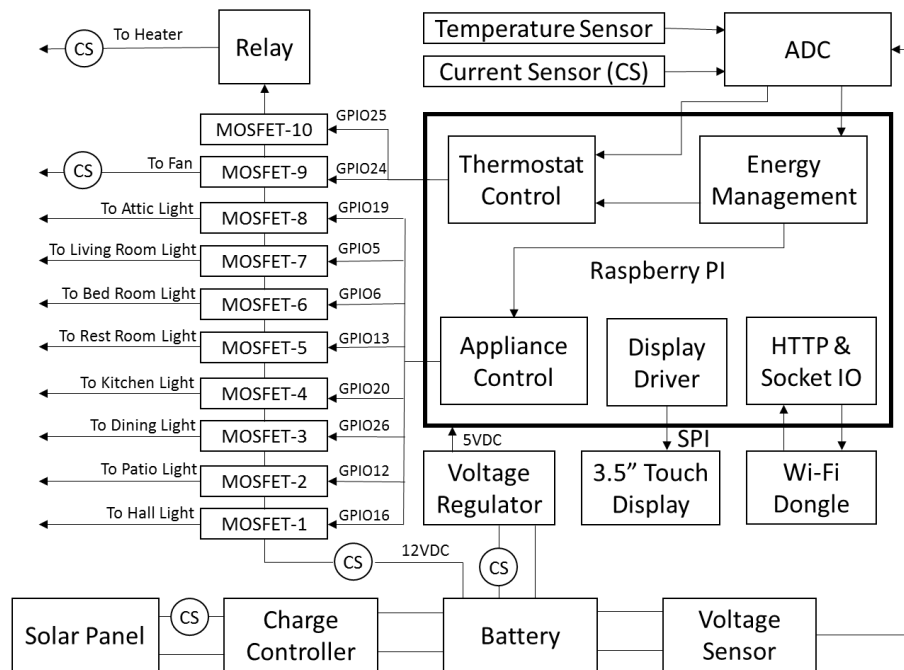 To Heater
CS
Relay
Temperature Sensor
Current Sensor (CS)
ADC
MOSFET-10
GPIO25
To Fan
CS
MOSFET-9
GPIO24
To Attic Light
MOSFET-8
GPIO19
To Living Room Light
MOSFET-7
GPIO5
To Bed Room Light
MOSFET-6
GPIO6
To Rest Room Light
MOSFET-5
GPIO13
To Kitchen Light
MOSFET-4
GPIO20
To Dining Light
MOSFET-3
GPIO26
To Patio Light
MOSFET-2
GPIO12
To Hall Light
MOSFET-1
GPIO16
Thermostat
Control
Energy
Management
Raspberry PI
Appliance
Control
Display
Driver
HTTP &
Socket IO
5VDC
SPI
Voltage
Regulator
3.5” Touch
Display
Wi-Fi
Dongle
CS
12VDC
CS
Solar Panel
CS
Charge
Controller
Battery
Voltage
Sensor